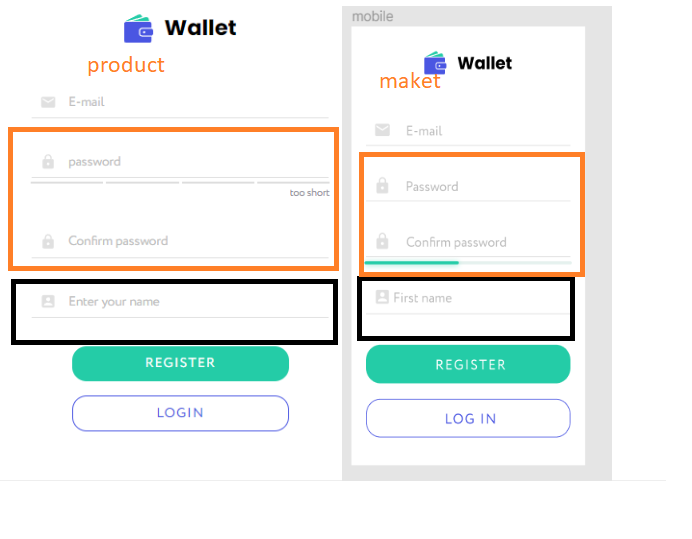 Wallet
product
E-mail
password
too short
Confirm password
Enter your name
REGISTER
LOGIN
mobile
Wallet
maket
E-mail
Password
Confirm password
First name
REGISTER
LOG IN